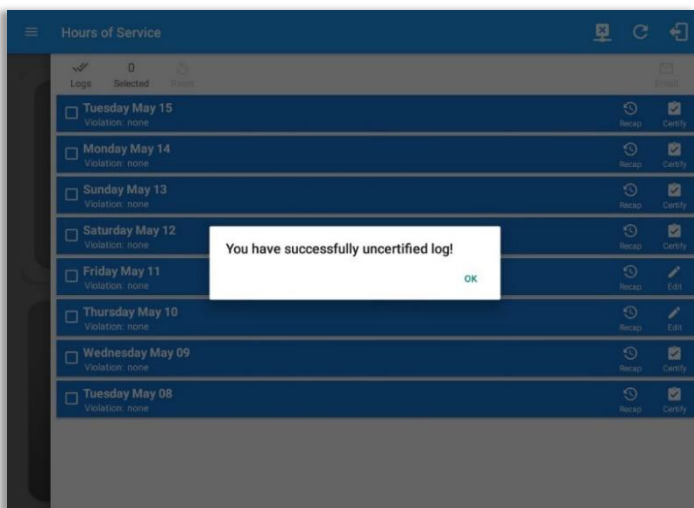 Hours of Service
Logs
0
Selected
Reset
Email
Tuesday May 15
Violation: none
Recap
Certify
Monday May 14
Violation: none
Recap
Certify
Sunday May 13
Violation: none
Recap
Certify
Saturday May 12
Violation: none
Recap
Certify
You have successfully uncertified log!
OK
Friday May 11
Violation: none
Recap
Edit
Thursday May 10
Violation: none
Recap
Edit
Wednesday May 09
Violation: none
Recap
Certify
Tuesday May 08
Violation: none
Recap
Certify